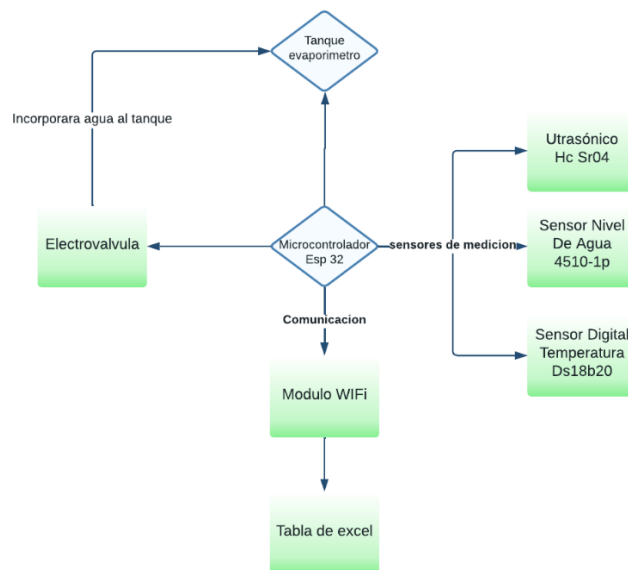 Tanque
evaporimetro
Incorporara agua al tanque
Utrasónico
Hc Sr04
Electrovalvula
Microcontrolador
Esp 32
sensores de medicion
Sensor Nivel
De Agua
4510-1p
Comunicacion
Sensor Digital
Temperatura
Ds18b20
Modulo WIFi
Tabla de excel